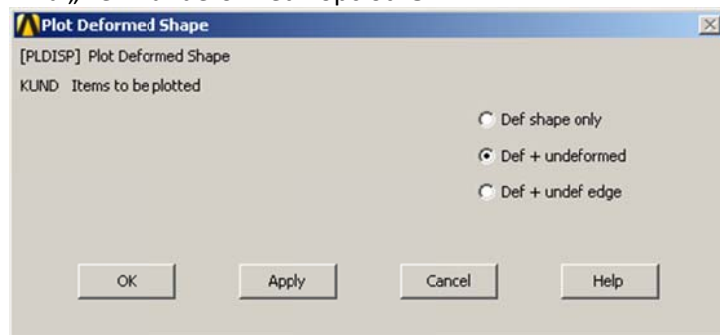 Plot Deformed Shape
[PLDISP] Plot Deformed Shape
KUND Items to be plotted
Def shape only
Def + undeformed
Def + undef edge
OK Apply Cancel Help